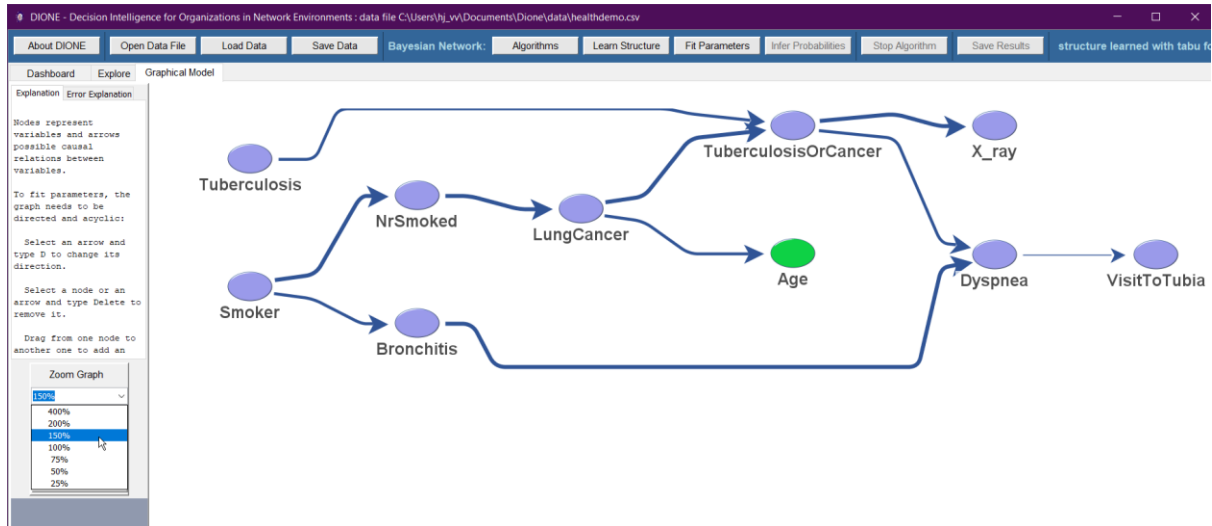 DIONE - Decision Intelligence for Organizations in Network Environments : data file C:\Users\hj_vv\Documents\Dione\data\healthdemo.csv
About DIONE Open Data File Load Data Save Data Bayesian Network: Algorithms Learn Structure Fit Parameters Infer Probabilities Stop Algorithm Save Results structure learned with tabu fo
Dashboard Explore Graphical Model
Explanation Error Explanation
Nodes represent
variables and arrows
possible causal
relations between
variables.
To fit parameters, the
graph needs to be
directed and acyclic:
Select an arrow and
type D to change its
direction.
Select a node or an
arrow and type Delete to
remove it.
Drag from one node to
another one to add an
Zoom Graph
150%
400%
200%
150%
100%
75%
50%
25%
Tuberculosis
Smoker
NrSmoked
Bronchitis
LungCancer
TuberculosisOrCancer
Age
X_ray
Dyspnea
VisitToTubia